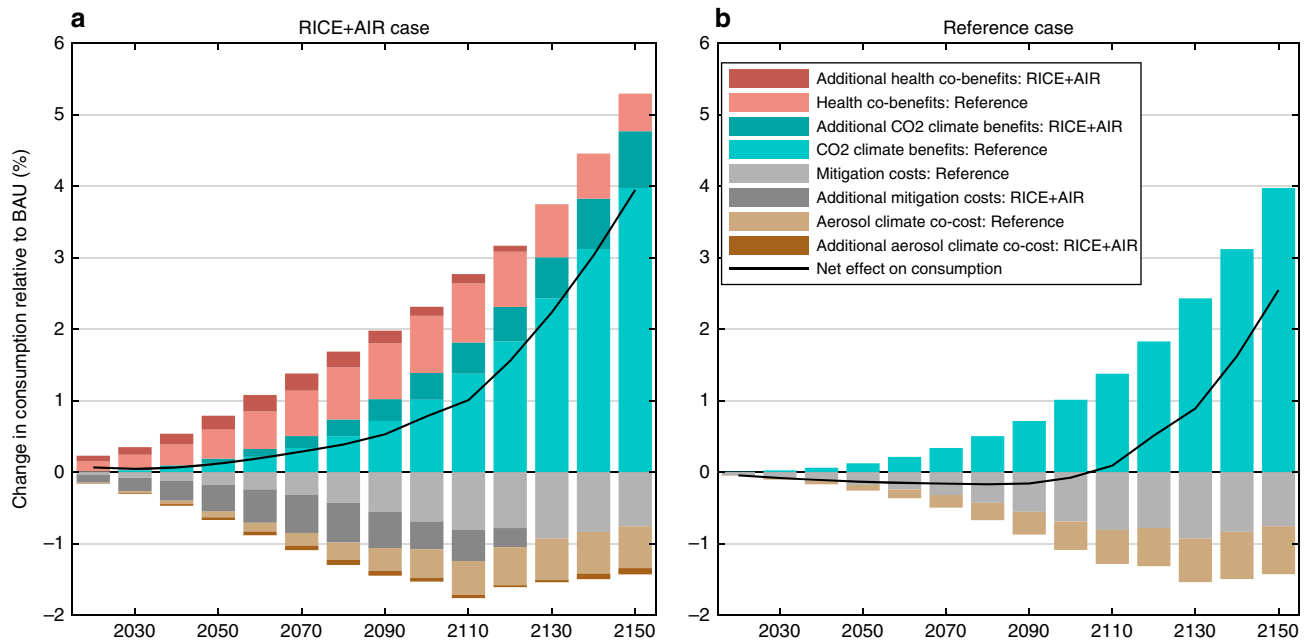 a
RICE+AIR case
b
Reference case
Change in consumption relative to BAU (%)
6
5
4
3
2
1
0
−1
−2
2030
2050
2070
2090
2110
2130
2150
6
5
4
3
2
1
0
−1
−2
2030
2050
2070
2090
2110
2130
2150
Additional health co-benefits: RICE+AIR
Health co-benefits: Reference
Additional CO2 climate benefits: RICE+AIR
CO2 climate benefits: Reference
Mitigation costs: Reference
Additional mitigation costs: RICE+AIR
Aerosol climate co-cost: Reference
Additional aerosol climate co-cost: RICE+AIR
Net effect on consumption